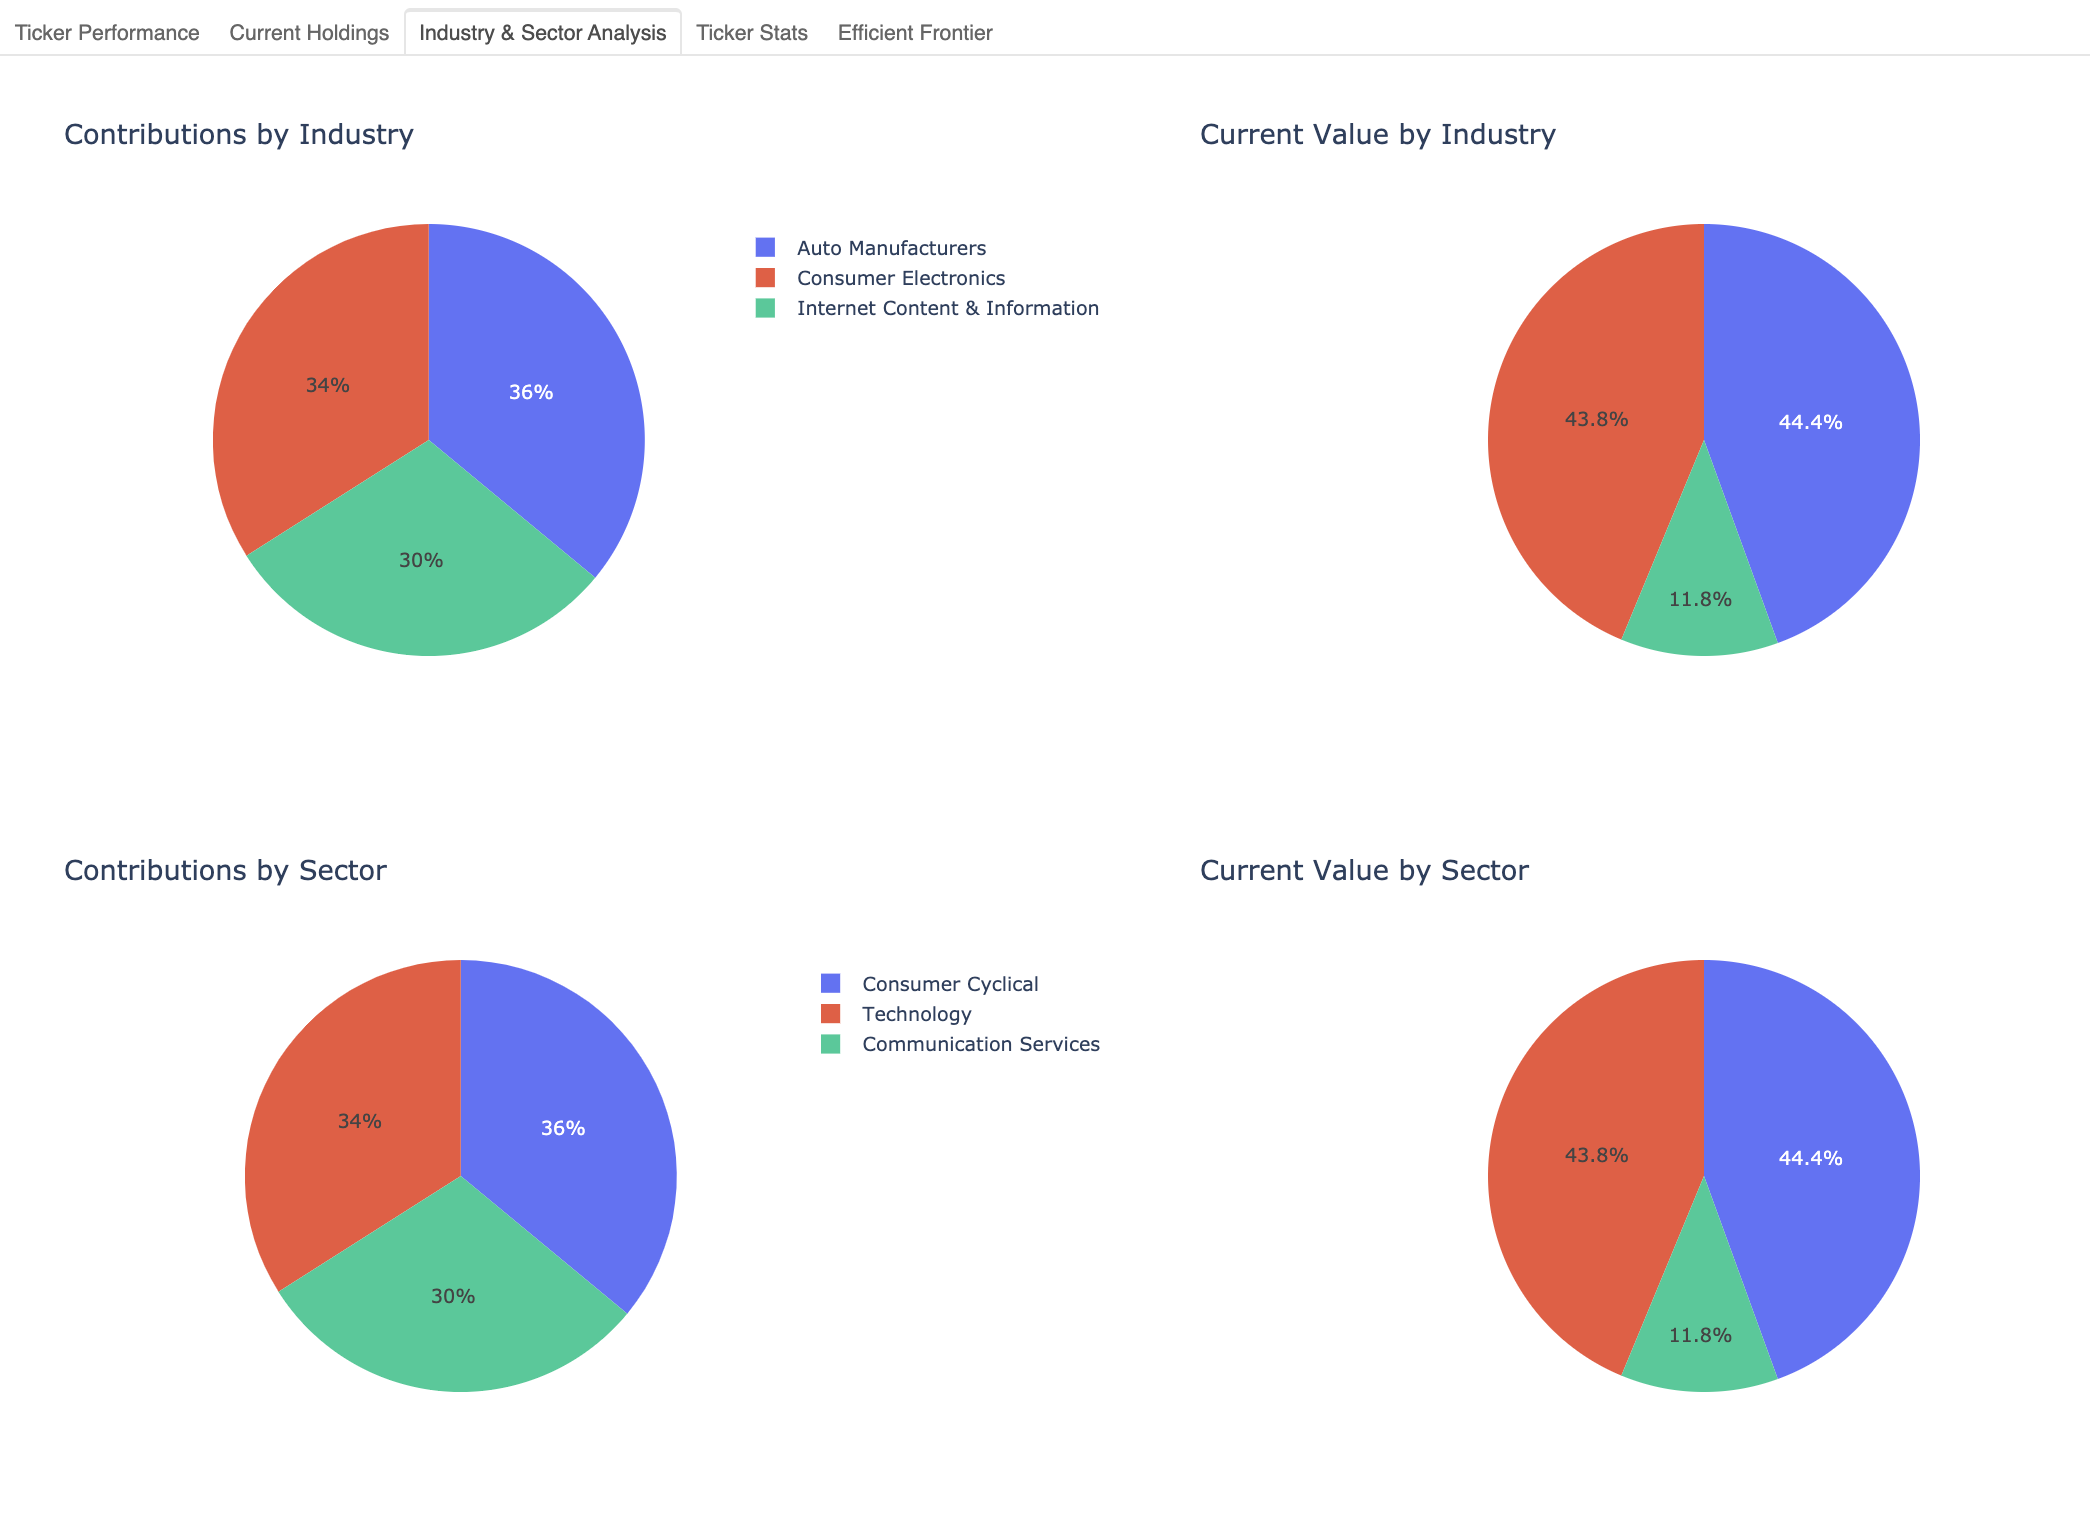 Ticker Performance
Current Holdings
Industry & Sector Analysis
Ticker Stats
Efficient Frontier
Contributions by Industry
34%
36%
30%
Auto Manufacturers
Consumer Electronics
Internet Content & Information
Current Value by Industry
43.8%
44.4%
11.8%
Contributions by Sector
34%
36%
30%
Consumer Cyclical
Technology
Communication Services
Current Value by Sector
43.8%
44.4%
11.8%